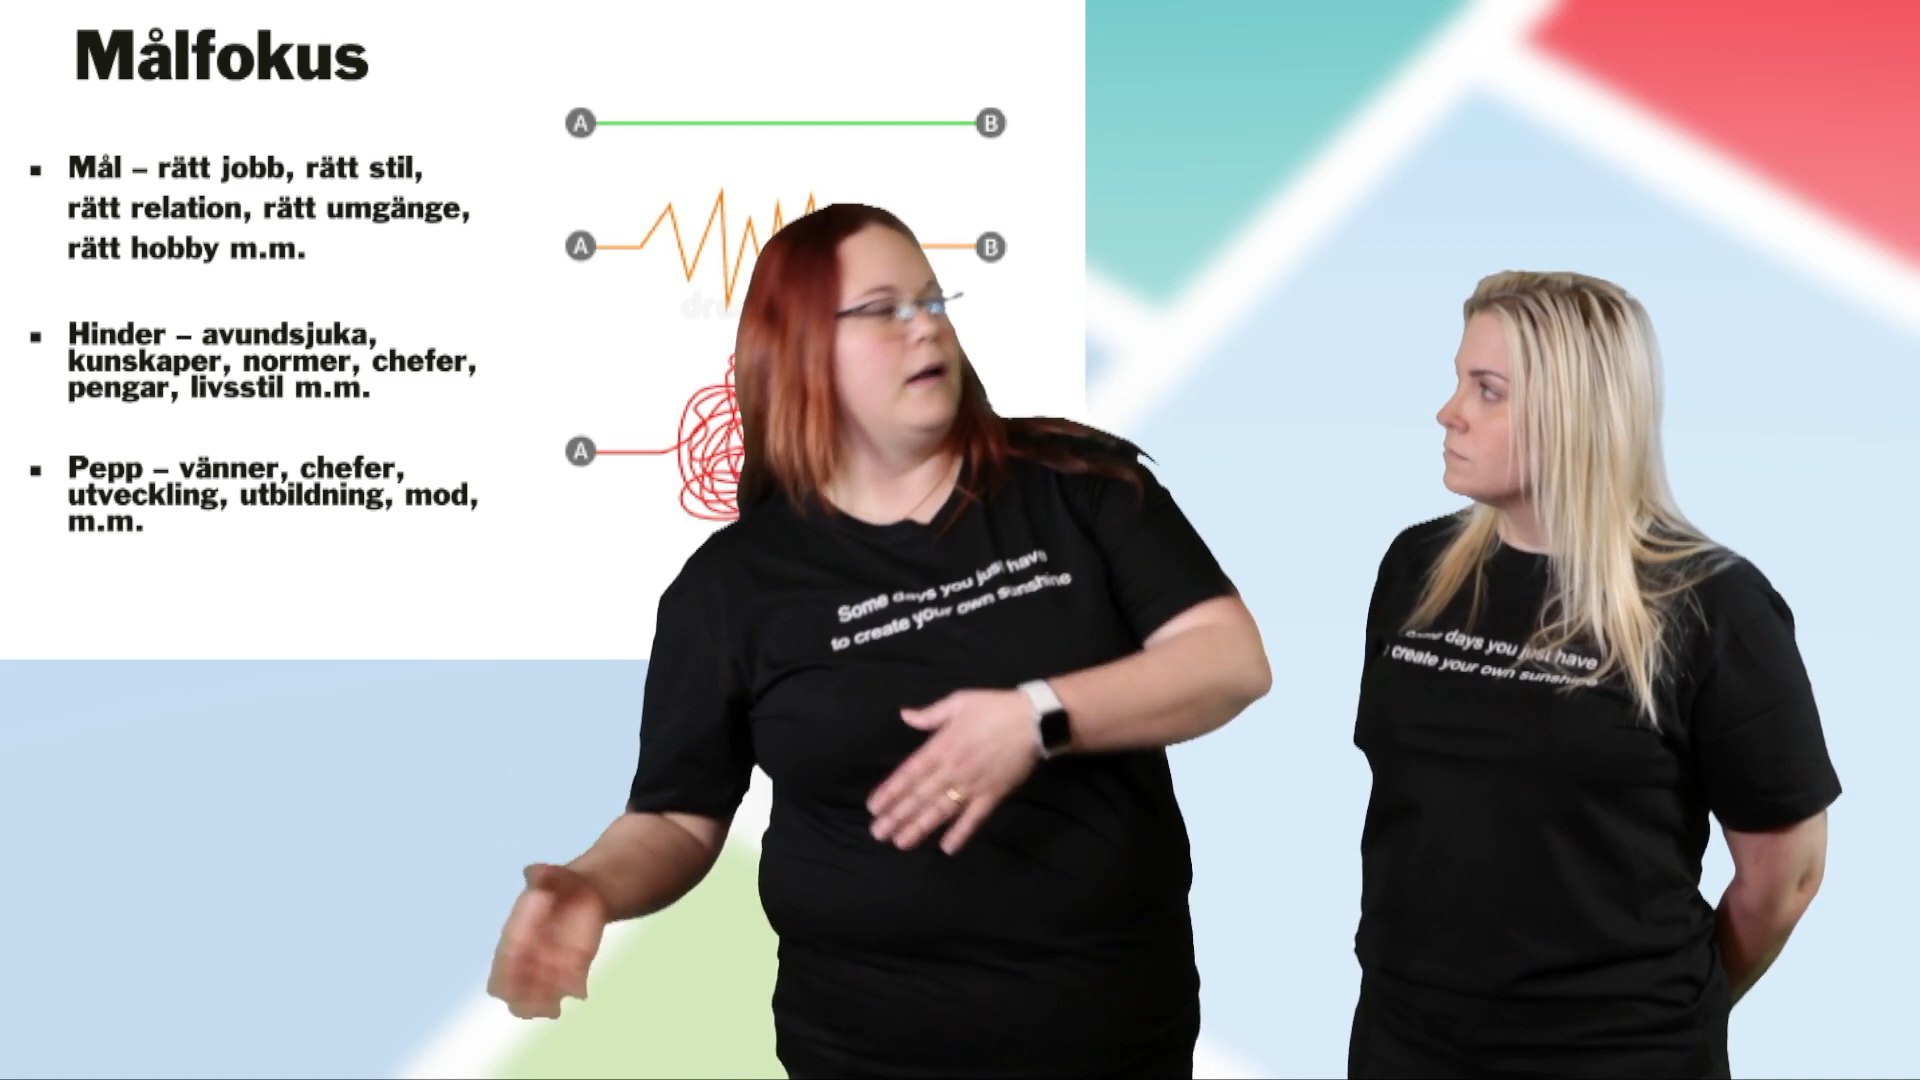 Målfokus
▪ Mål – rätt jobb, rätt stil,
rätt relation, rätt umgänge,
rätt hobby m.m.
▪ Hinder – avundsjuka,
kunskaper, normer, chefer,
pengar, livsstil m.m.
▪ Pepp – vänner, chefer,
utveckling, utbildning, mod,
m.m.
A B
A B
A
Some days you just have
to create your own sunshine
days you just have
create your own sunshine